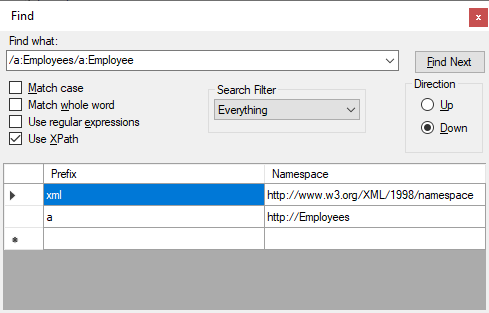 Find
x
Find what:
/a:Employees/a:Employee
Find Next
Match case
Match whole word
Use regular expressions
Use XPath
Search Filter
Everything
Direction
Up
Down
Prefix Namespace
xml http://www.w3.org/XML/1998/namespace
a http://Employees
*